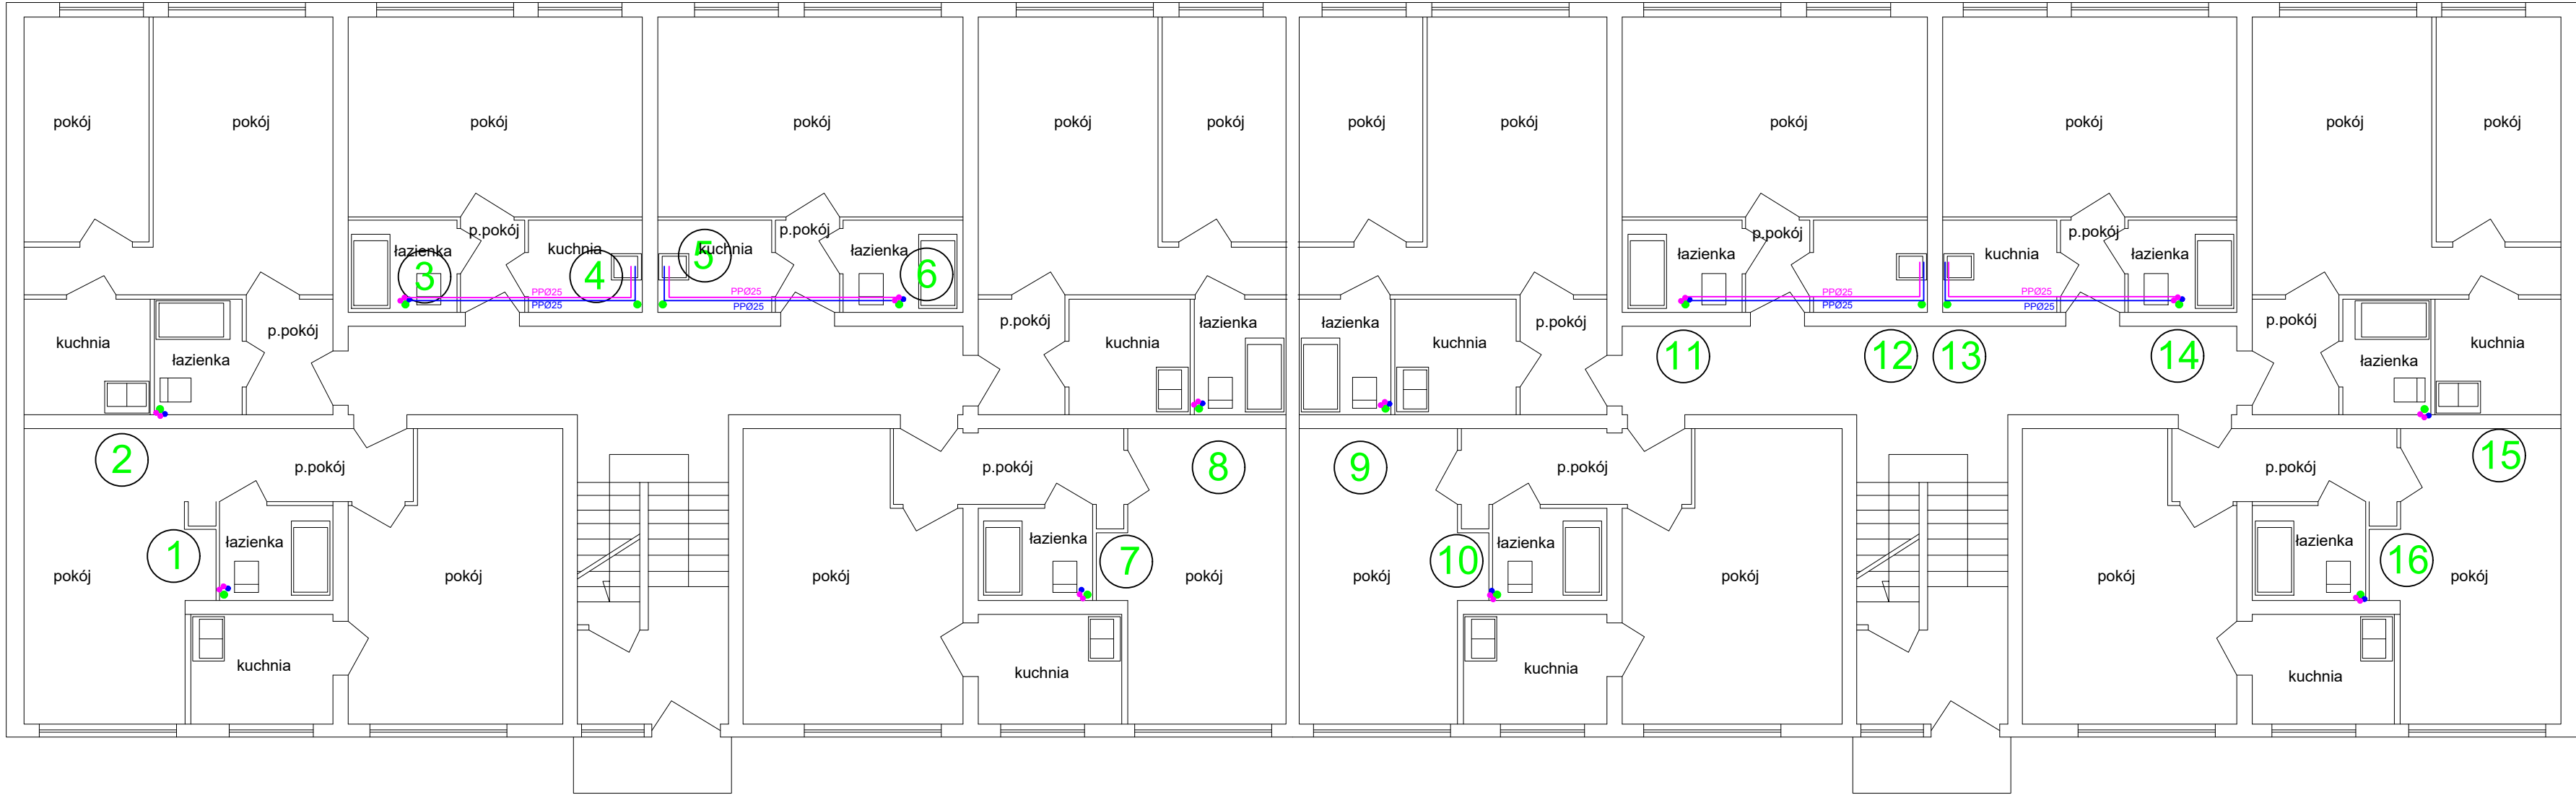 pokój pokój pokój pokój pokój pokój pokój pokój pokój pokój pokój pokój
łazienka p.pokój kuchnia kuchnia p.pokój łazienka łazienka p.pokój kuchnia p.pokój łazienka
3 4 5 6
PPØ25 PPØ25 PPØ25 PPØ25
PPØ25 PPØ25 PPØ25 PPØ25
kuchnia łazienka p.pokój p.pokój kuchnia łazienka łazienka kuchnia p.pokój p.pokój łazienka kuchnia
11 12 13 14
2 p.pokój p.pokój 8 9 p.pokój p.pokój 15
1 łazienka łazienka 7 10 łazienka łazienka 16
pokój pokój pokój pokój pokój pokój pokój pokój
kuchnia kuchnia kuchnia kuchnia